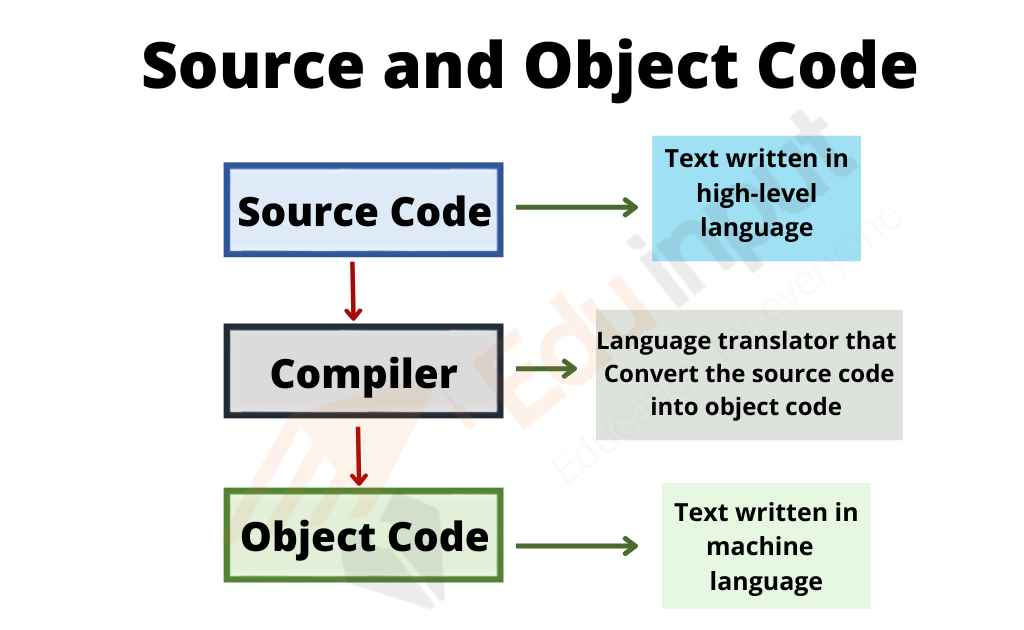 Source and Object Code
Source Code
Text written in
high-level
language
Compiler
Language translator that
Convert the source code
into object code
Object Code
Text written in
machine
language
Eduinput